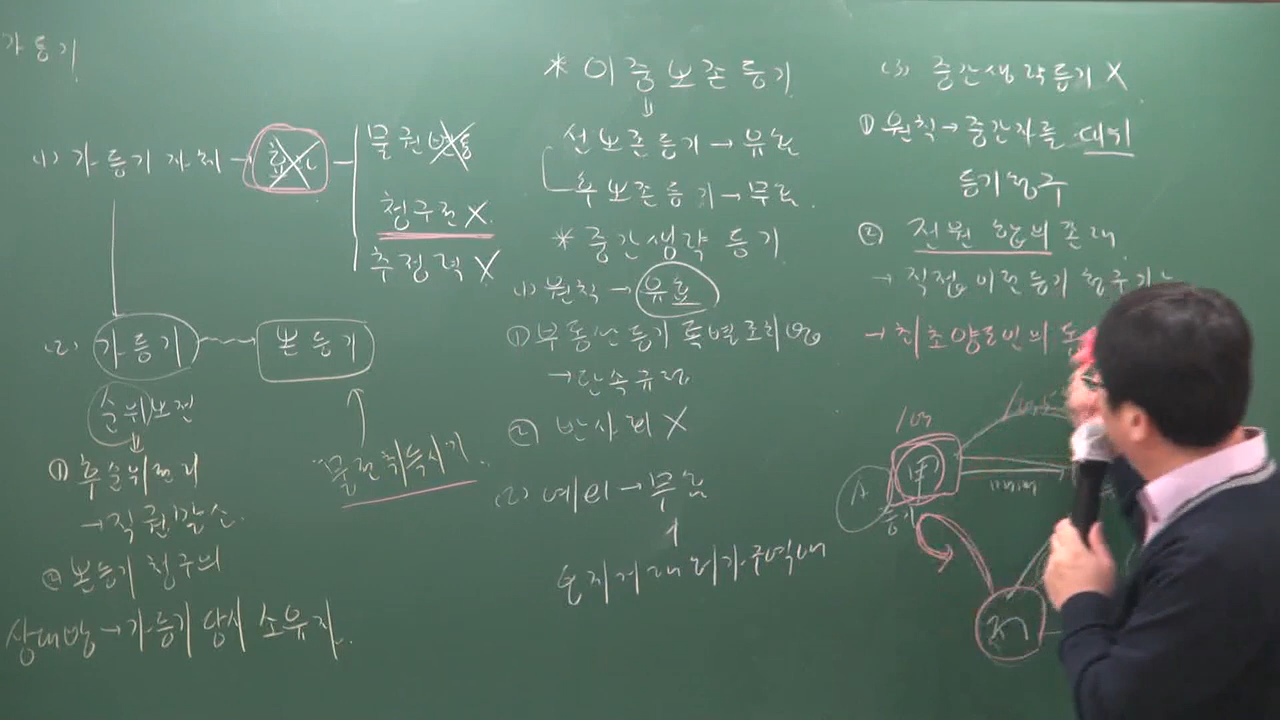 가등기
(1) 가등기 자체 → 효과 - 물권변동
청구권 X
추정력 X
(2) 가등기 본등기
순위보전
① 후순위권리
→ 직권말소
② 본등기 청구의
상대방 → 가등기 당시 소유자.
물권취득시기
* 이중보존등기
선보존등기 → 유효
후보존등기 → 무효
* 중간생략등기
(1) 원칙 → 유효
① 부동산등기특별조치법
→ 단속규정
② 반사회 X
(2) 예외 → 무효
토지거래허가구역내
(3) 중간생략등기 X
① 원칙 → 중간자를 대위
등기청구
② 전원 합의 존재
→ 직접 이전등기 청구가능
→ 최초양도인의
甲
A
등기
丙